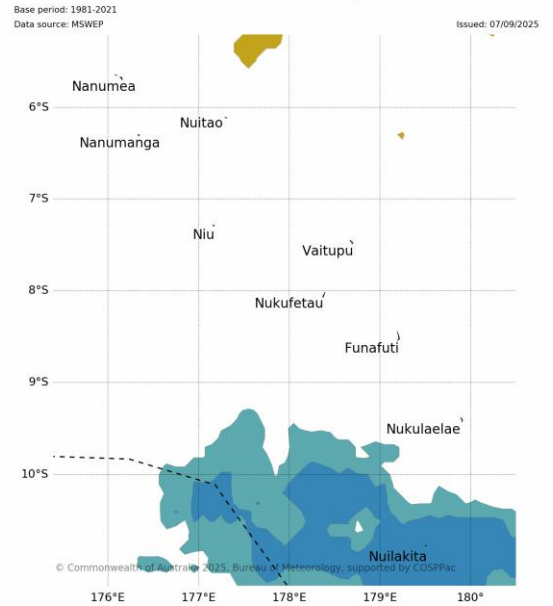 Base period: 1981-2021
Data source: MSWEP
Issued: 07/09/2025
Nanumea
6°S
Nuitao
Nanumanga
7°S
Niu
Vaitupu
8°S
Nukufetau
Funafuti
9°S
Nukulaelae
10°S
Nuilakita
© Commonwealth of Australia 2025, Bureau of Meteorology, supported by COSPPac
176°E
177°E
178°E
179°E
180°